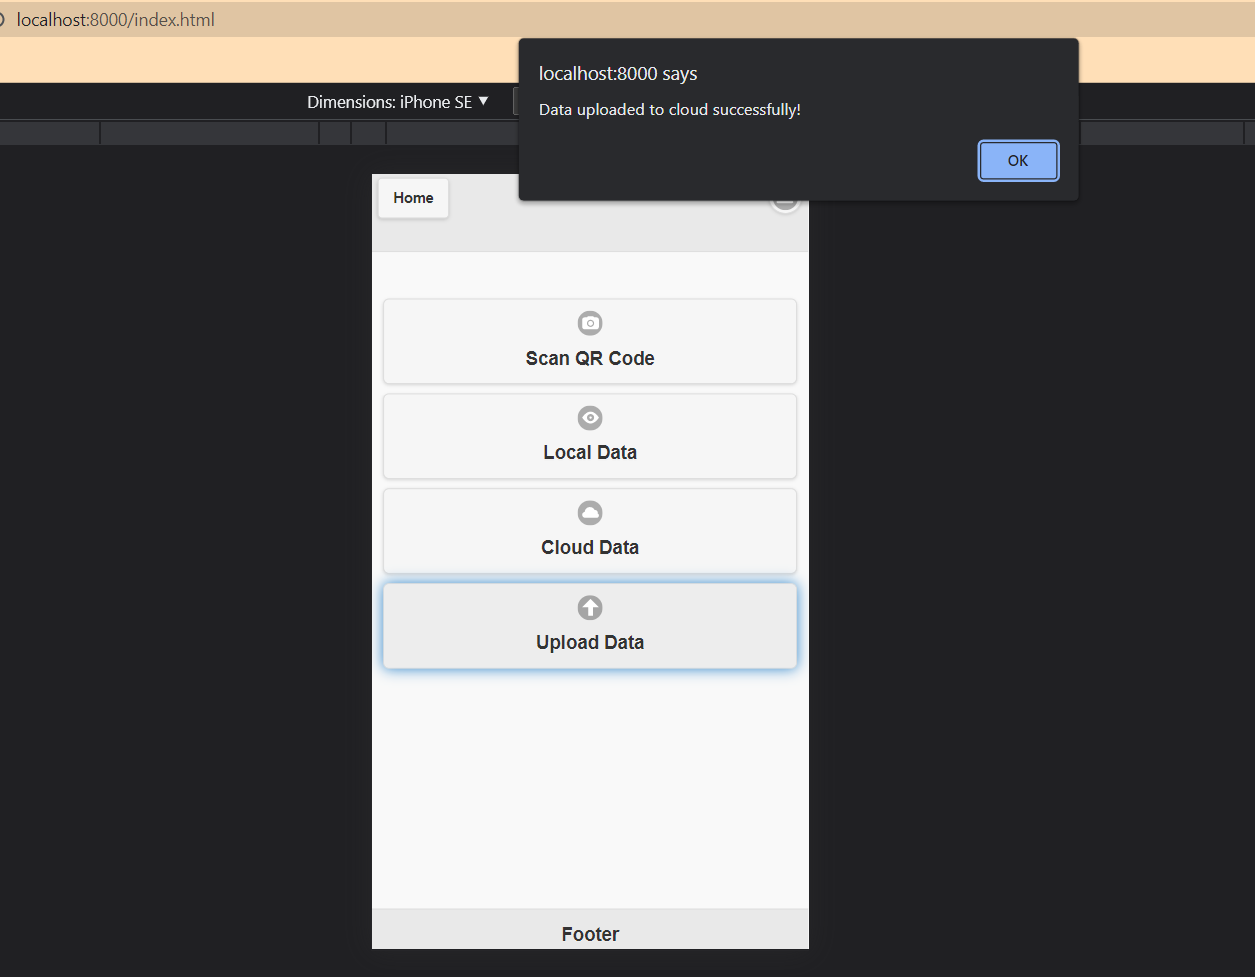 localhost:8000/index.html
localhost:8000 says
Data uploaded to cloud successfully!
OK
Dimensions: iPhone SE ▼
Home
Scan QR Code
Local Data
Cloud Data
Upload Data
Footer